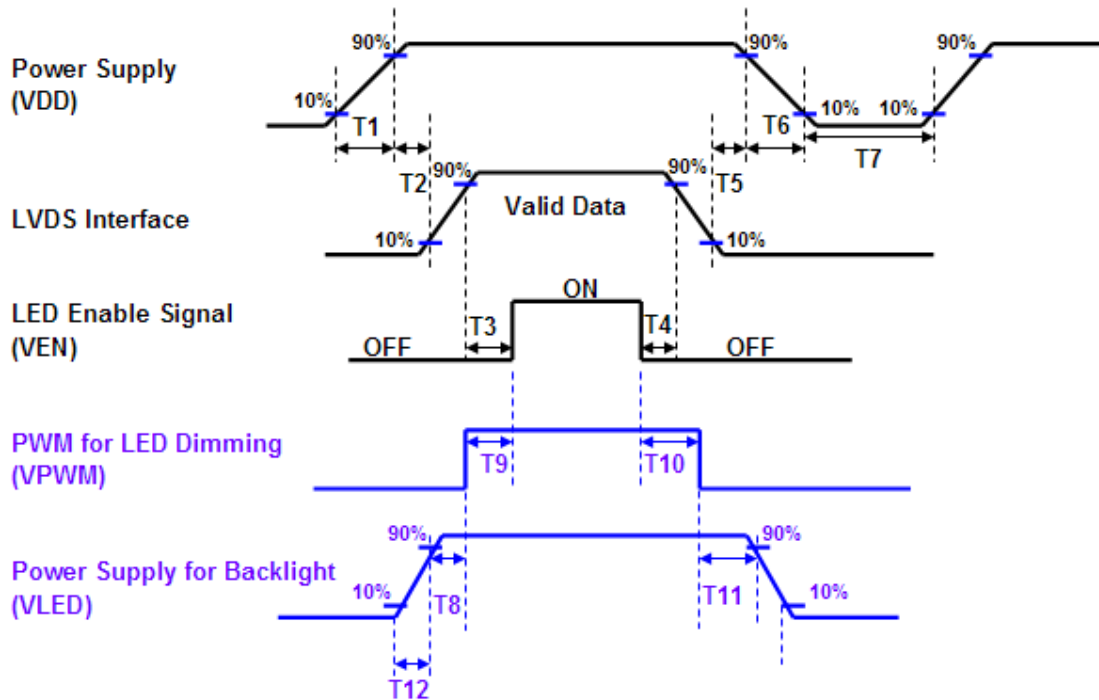 90% 90% 90%
Power Supply
(VDD)
10% 10% 10%
T1 T6
T2 T5 T7
90% 90%
LVDS Interface
Valid Data
10% 10%
ON
LED Enable Signal
(VEN)
T3 T4
OFF OFF
PWM for LED Dimming
(VPWM)
T9 T10
90% 90%
Power Supply for Backlight
(VLED)
10% T8 T11 10%
T12